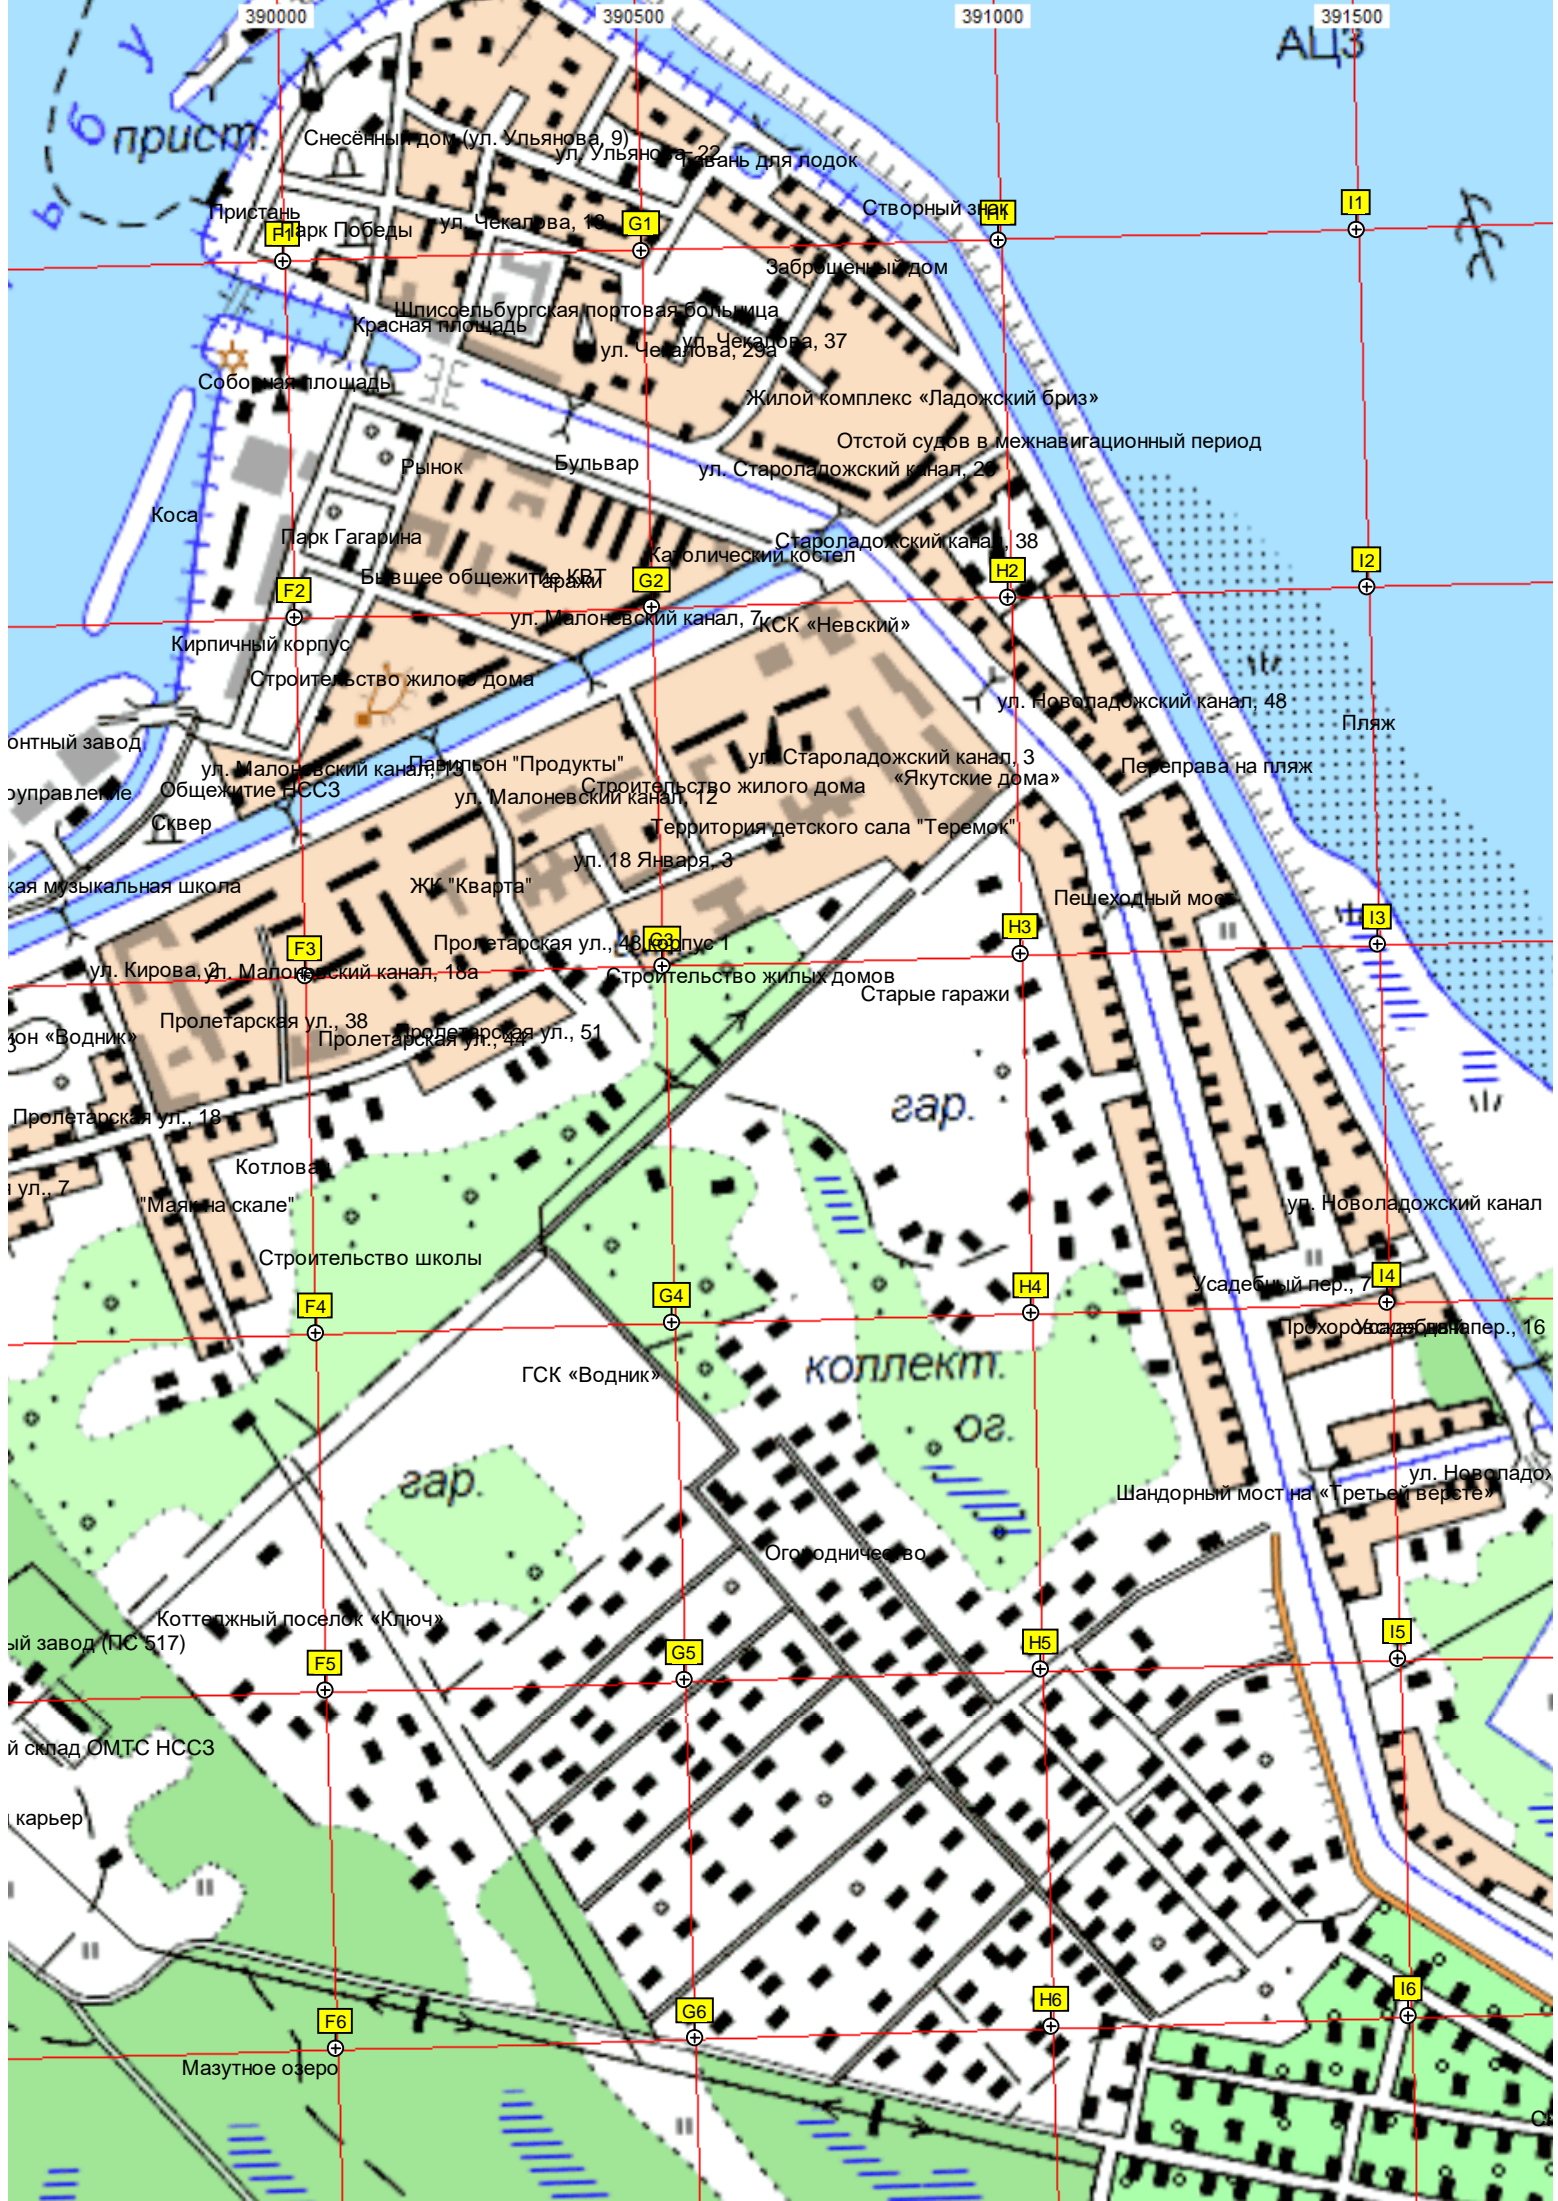 390000
390500
391000
391500
АЦЗ
у
б
ь
прист.
Снесённый дом (ул. Ульянова, 9)
ул. Ульянова, 22
Гавань для лодок
Пристань
Парк Победы
ул. Чекалова, 13
Створный знак
F1
G1
H1
I1
Заброшенный дом
Шлиссельбургская портовая больница
Красная площадь
ул. Чекалова, 37
ул. Чекалова, 29а
Соборная площадь
Жилой комплекс «Ладожский бриз»
Отстой судов в межнавигационный период
Рынок
Бульвар
ул. Староладожский канал, 26
Коса
Парк Гагарина
Староладожский канал, 38
Католический костел
Бывшее общежитие КВТ
Гаражи
F2
G2
H2
I2
ул. Малоневский канал, 7
КСК «Невский»
Кирпичный корпус
Строительство жилого дома
ул. Новоладожский канал, 48
Пляж
онтный завод
ул. Староладожский канал, 3
Павильон "Продукты"
ул. Малоневский канал, 13
Переправа на пляж
«Якутские дома»
Строительство жилого дома
Общежитие НССЗ
оуправление
ул. Малоневский канал, 12
Сквер
Территория детского сала "Теремок"
ул. 18 Января, 3
кая музыкальная школа
ЖК "Кварта"
Пешеходный мост
F3
G3
H3
I3
Пролетарская ул., 48 корпус 1
ул. Кирова, 2
ул. Малоневский канал, 18а
Строительство жилых домов
Старые гаражи
Пролетарская ул., 38
ион «Водник»
Пролетарская ул., 51
Пролетарская ул., 44
гар.
Пролетарская ул., 18
Котлован
я ул., 7
"Маяк на скале"
ул. Новоладожский канал
Строительство школы
Усадебный пер., 7
F4
G4
H4
I4
Прохоровская дача
Усадебный пер., 16
ГСК «Водник»
коллект.
ог.
гар.
ул. Новоладо
Шандорный мост на «Третьей версте»
Огородничество
Коттеджный поселок «Ключ»
ый завод (ПС 517)
F5
G5
H5
I5
й склад ОМТС НССЗ
карьер
F6
G6
H6
I6
Мазутное озеро